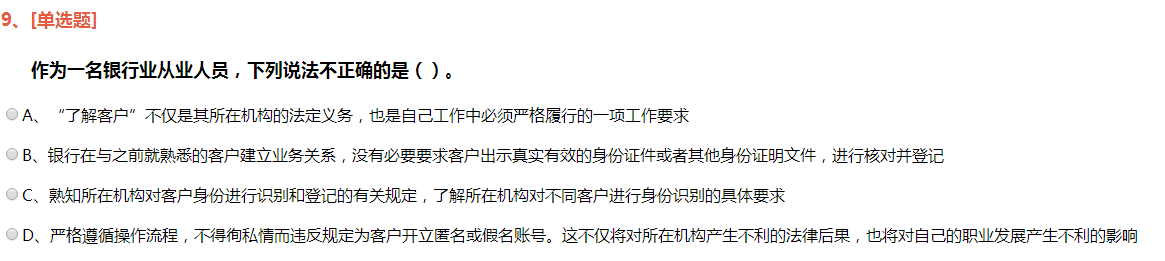 9、[单选题]
作为一名银行业从业人员，下列说法不正确的是（ ）。
A、“了解客户”不仅是其所在机构的法定义务，也是自己工作中必须严格履行的一项工作要求
B、银行在与之前就熟悉的客户建立业务关系，没有必要要求客户出示真实有效的身份证件或者其他身份证明文件，进行核对并登记
C、熟知所在机构对客户身份进行识别和登记的有关规定，了解所在机构对不同客户进行身份识别的具体要求
D、严格遵循操作流程，不得徇私情而违反规定为客户开立匿名或假名账号。这不仅将对所在机构产生不利的法律后果，也将对自己的职业发展产生不利的影响